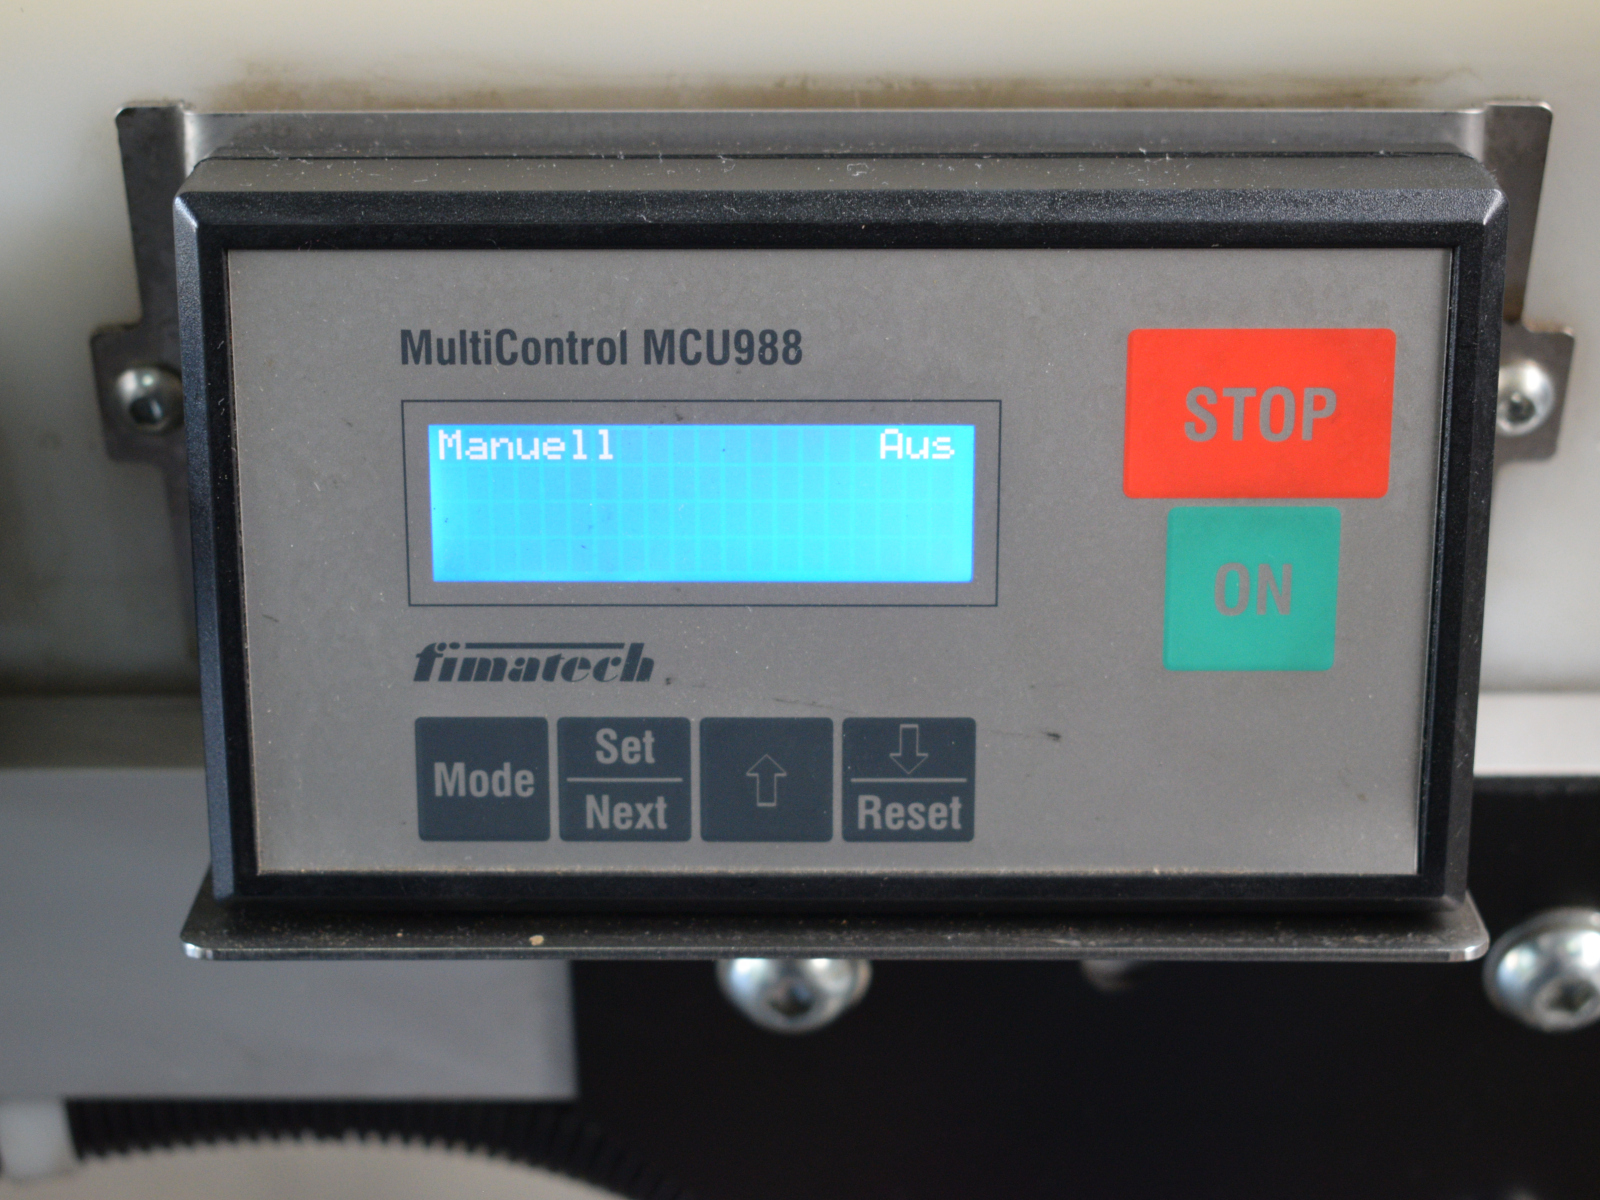 MultiControl MCU988
Manuell Aus
STOP
ON
fimatech
Mode
Set
Next
Reset